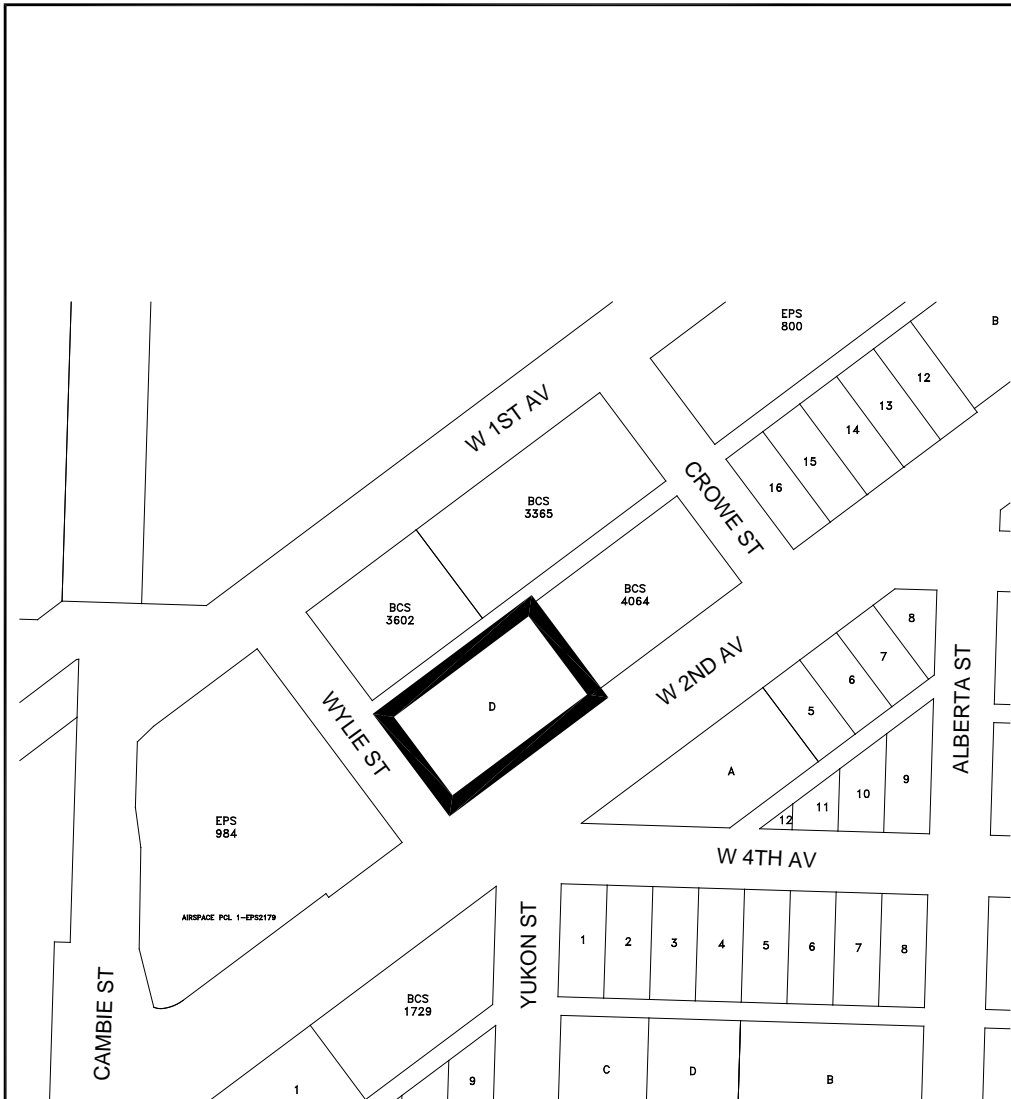 EPS
800
B
12
13
14
15
16
W 1ST AV
CROWE ST
BCS
3365
BCS
3602
BCS
4064
D
WYLIE ST
W 2ND AV
8
7
6
5
A
ALBERTA ST
9
10
11
12
EPS
984
AIRSPACE PCL 1-EPS2179
W 4TH AV
CAMBIE ST
YUKON ST
1
2
3
4
5
6
7
8
BCS
1729
1
9
C
D
B